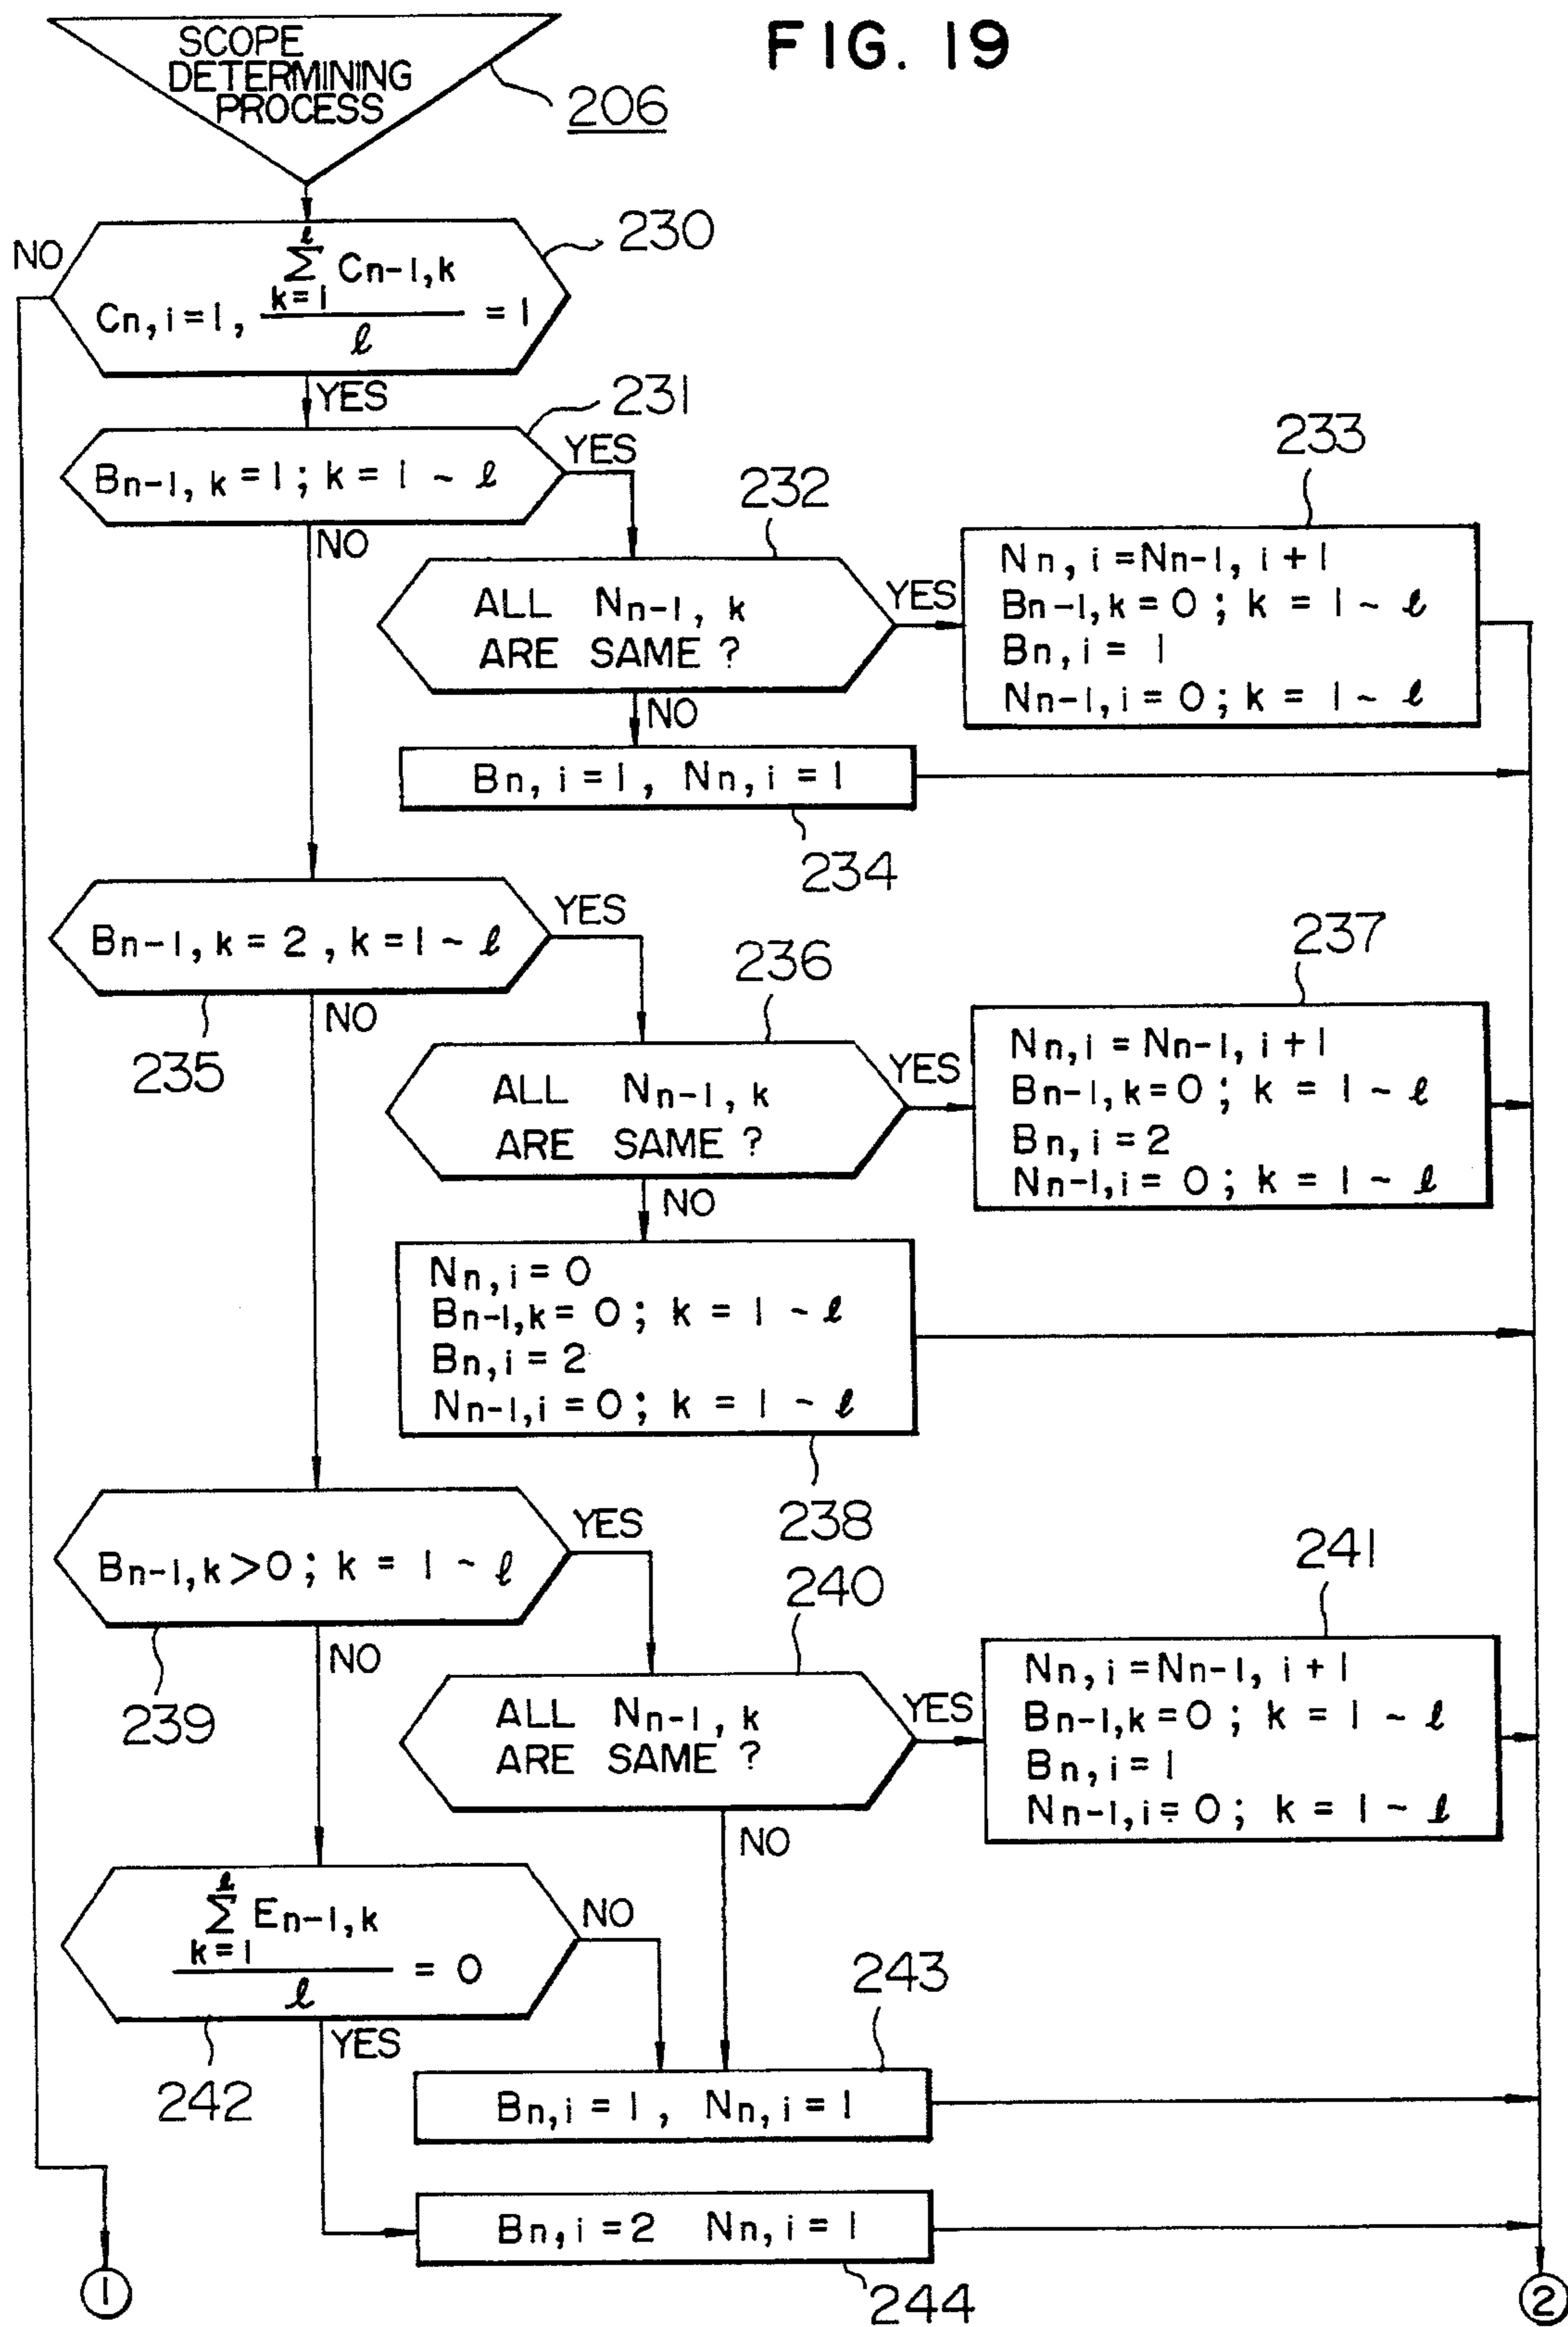 FIG. 19
SCOPE
DETERMINING
PROCESS
206
230
NO
Cn,i=1, ℓ∑k=1 Cn-1,k / ℓ = 1
YES
231
Bn-1,k=1; k=1~ℓ
YES
NO
232
ALL Nn-1,k
ARE SAME?
YES
233
Nn,i=Nn-1,i+1
Bn-1,k=0; k=1~ℓ
Bn,i=1
Nn-1,i=0; k=1~ℓ
NO
Bn,i=1, Nn,i=1
234
Bn-1,k=2, k=1~ℓ
YES
235
NO
236
ALL Nn-1,k
ARE SAME?
YES
237
Nn,i=Nn-1,i+1
Bn-1,k=0; k=1~ℓ
Bn,i=2
Nn-1,i=0; k=1~ℓ
NO
Nn,i=0
Bn-1,k=0; k=1~ℓ
Bn,i=2
Nn-1,i=0; k=1~ℓ
238
Bn-1,k>0; k=1~ℓ
YES
239
NO
240
ALL Nn-1,k
ARE SAME?
YES
241
Nn,i=Nn-1,i+1
Bn-1,k=0; k=1~ℓ
Bn,i=1
Nn-1,i=0; k=1~ℓ
NO
ℓ∑k=1 En-1,k / ℓ = 0
NO
242
YES
243
Bn,i=1, Nn,i=1
Bn,i=2 Nn,i=1
244
1
2